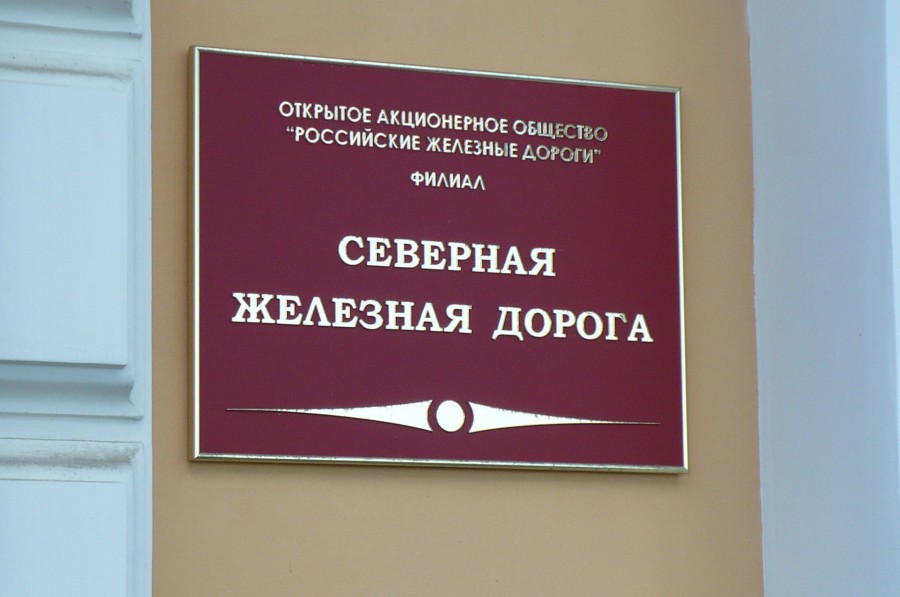 ОТКРЫТОЕ АКЦИОНЕРНОЕ ОБЩЕСТВО
"РОССИЙСКИЕ ЖЕЛЕЗНЫЕ ДОРОГИ"
ФИЛИАЛ
СЕВЕРНАЯ
ЖЕЛЕЗНАЯ ДОРОГА